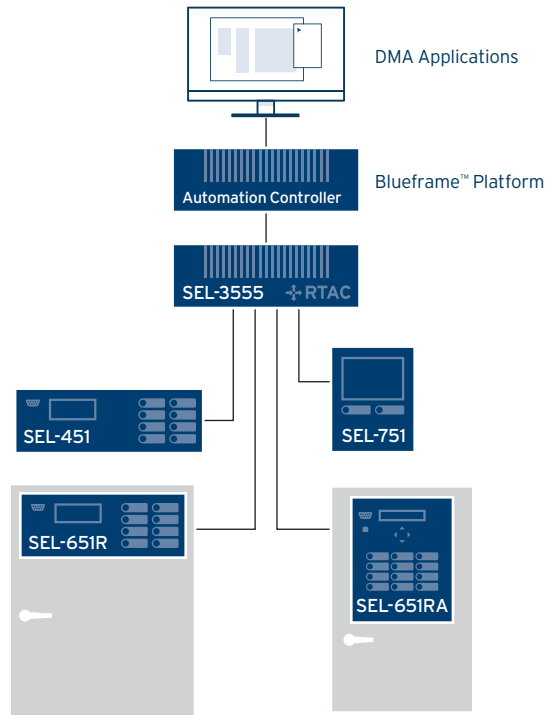 DMA Applications
Automation Controller
Blueframe™ Platform
SEL-3555 RTAC
SEL-451
SEL-751
SEL-651R
SEL-651RA